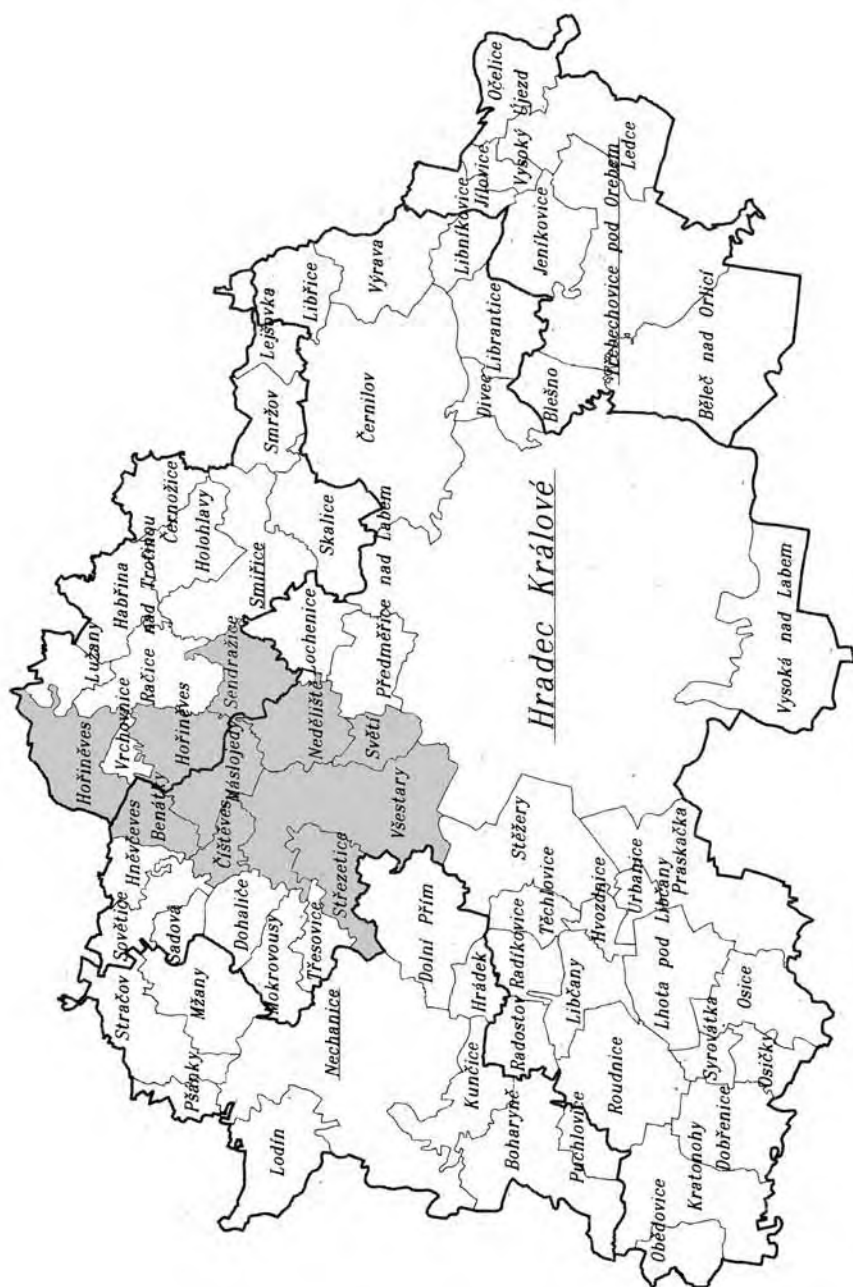 Hořiněves
Lužany
Vrchovnice
Habřina
Račice nad Trotinou
Černožice
Hořiněves
Holohlavy
Sendražice
Smiřice
Smržov
Lejšovka
Libřice
Skalice
Lochenice
Předměřice nad Labem
Černilov
Výrava
Libníkovice
Librantice
Divec
Jílovice
Očelice
Vysoký Újezd
Jeníkovice
Blešno
Třebechovice pod Orebem
Ledce
Běleč nad Orlicí
Hradec Králové
Vysoká nad Labem
Stračov
Sovětice
Hněvčeves
Benátky
Máslojedy
Čištěves
Neděliště
Světí
Všestary
Střezetice
Sadová
Dohalice
Mokrovousy
Třesovice
Mžany
Pšánky
Lodín
Nechanice
Dolní Přím
Hrádek
Kunčice
Boharyně
Puchlovice
Radostov
Radíkovice
Těchlovice
Stěžery
Hvozdnice
Urbanice
Libčany
Lhota pod Libčany
Praskačka
Roudnice
Syrovátka
Osice
Osičky
Dobřenice
Kratonohy
Obědovice